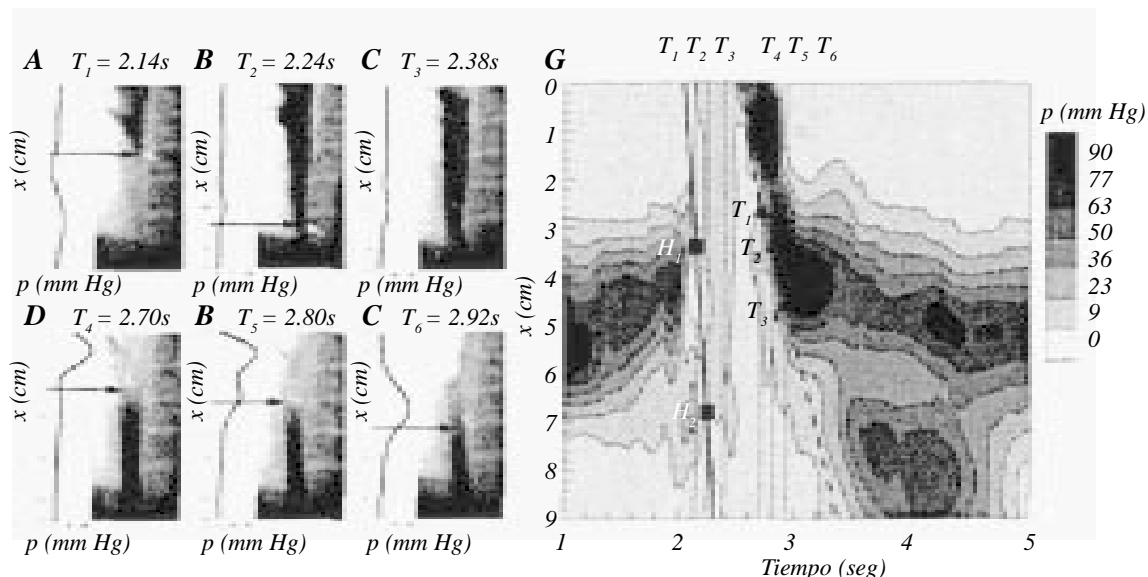 A T1 = 2.14s B T2 = 2.24s C T3 = 2.38s
x (cm)
x (cm)
x (cm)
p (mm Hg) p (mm Hg) p (mm Hg)
D T4 = 2.70s B T5 = 2.80s C T6 = 2.92s
x (cm)
x (cm)
x (cm)
p (mm Hg) p (mm Hg) p (mm Hg)
T1 T2 T3 T4 T5 T6
G
0
1
2
3
4
5
6
7
8
9
x (cm)
T1
H1
T2
T3
H2
1 2 3 4 5
Tiempo (seg)
p (mm Hg)
90
77
63
50
36
23
9
0